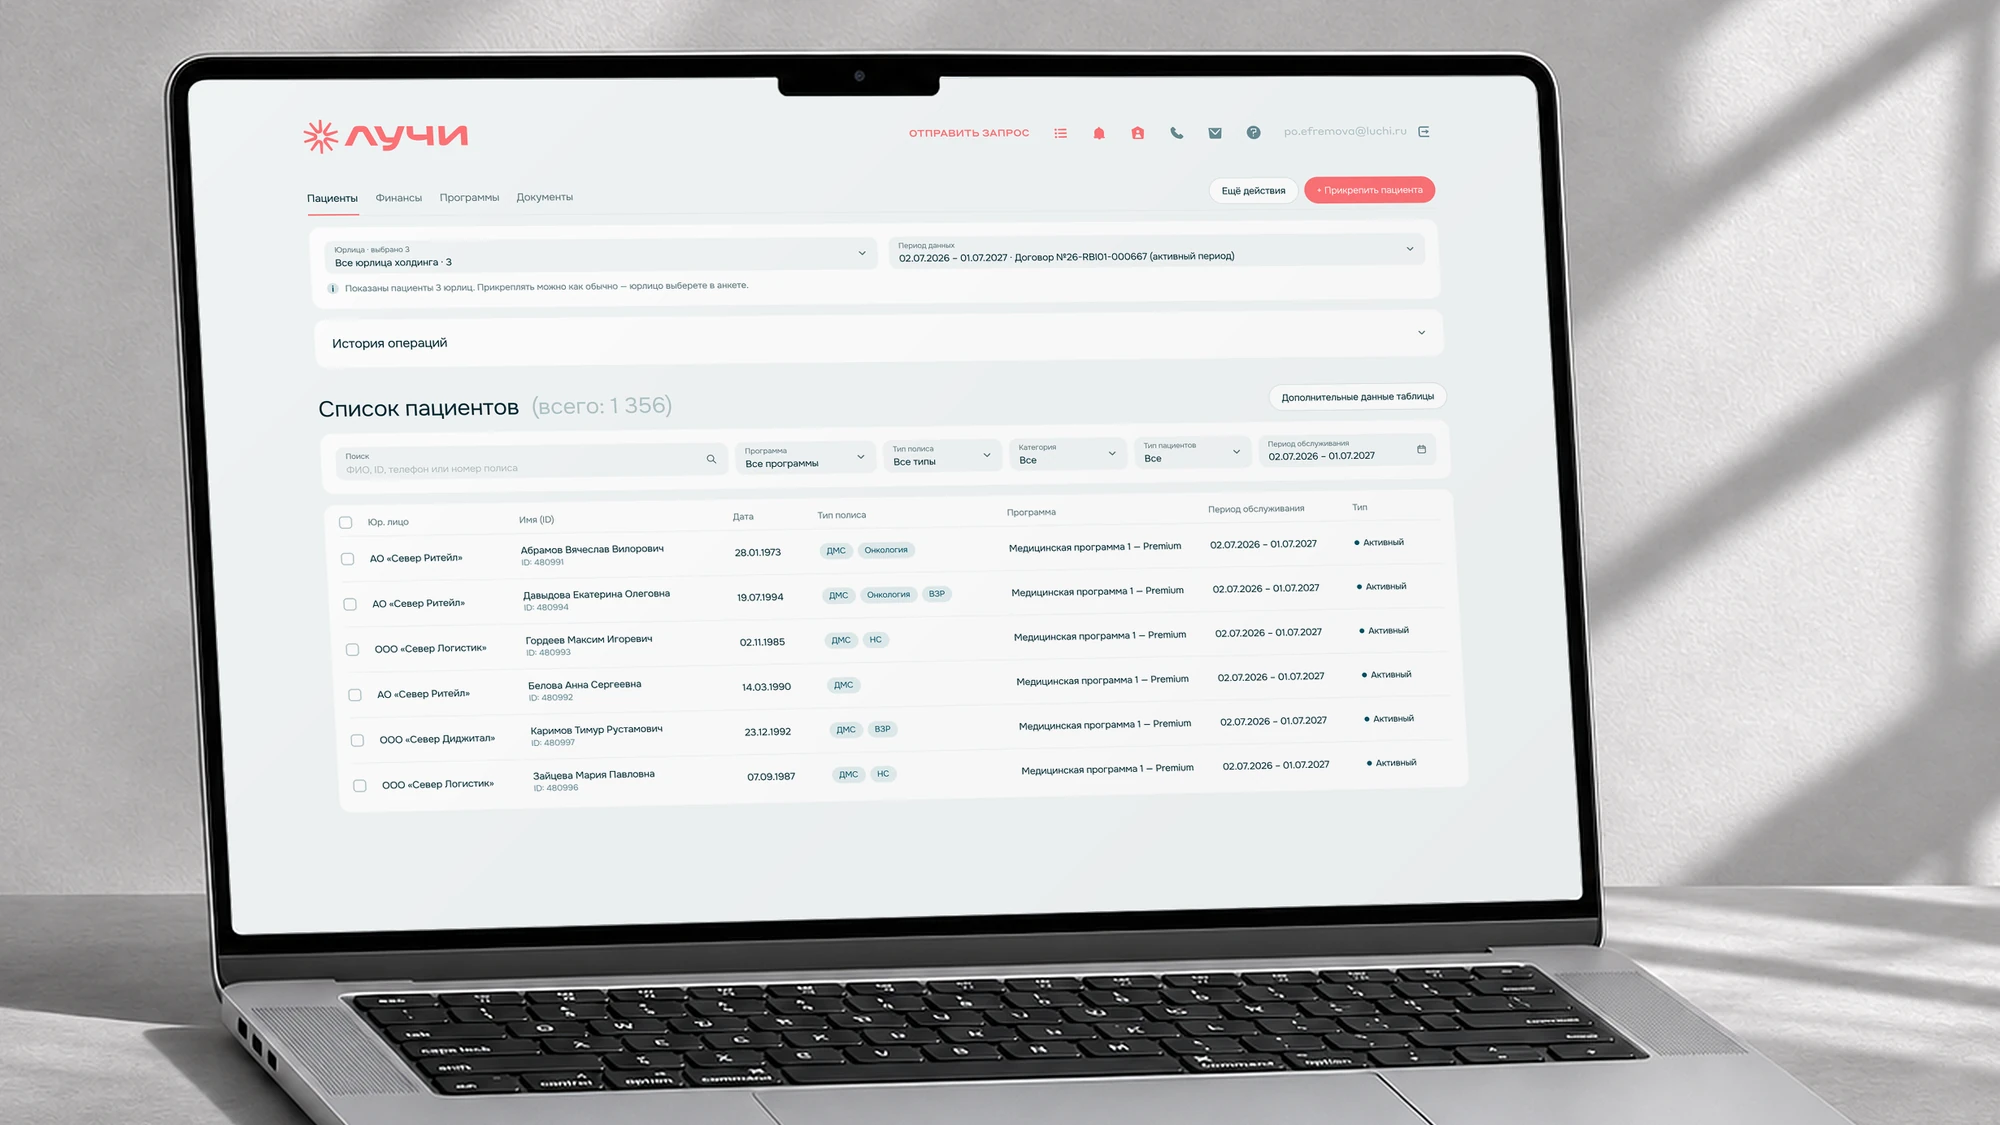 лучи
ОТПРАВИТЬ ЗАПРОС
po.efremova@luchi.ru
Пациенты Финансы Программы Документы
Ещё действия + Прикрепить пациента
Юрлица · выбрано 3
Все юрлица холдинга · 3
Период данных
02.07.2026 – 01.07.2027 · Договор №26-RBI01-000667 (активный период)
Показаны пациенты 3 юрлиц. Прикреплять можно как обычно — юрлицо выберете в анкете.
История операций
Список пациентов (всего: 1 356)
Дополнительные данные таблицы
Поиск
ФИО, ID, телефон или номер полиса
Программа
Все программы
Тип полиса
Все типы
Категория
Все
Тип пациентов
Все
Период обслуживания
02.07.2026 – 01.07.2027
Юр. лицо Имя (ID) Дата Тип полиса Программа Период обслуживания Тип
АО «Север Ритейл» Абрамов Вячеслав Вилорович 28.01.1973 ДМС Онкология Медицинская программа 1 — Premium 02.07.2026 – 01.07.2027 Активный
ID: 480991
АО «Север Ритейл» Давыдова Екатерина Олеговна 19.07.1994 ДМС Онкология ВЗР Медицинская программа 1 — Premium 02.07.2026 – 01.07.2027 Активный
ID: 480994
ООО «Север Логистик» Гордеев Максим Игоревич 02.11.1985 ДМС НС Медицинская программа 1 — Premium 02.07.2026 – 01.07.2027 Активный
ID: 480993
АО «Север Ритейл» Белова Анна Сергеевна 14.03.1990 ДМС Медицинская программа 1 — Premium 02.07.2026 – 01.07.2027 Активный
ID: 480992
ООО «Север Диджитал» Каримов Тимур Рустамович 23.12.1992 ДМС ВЗР Медицинская программа 1 — Premium 02.07.2026 – 01.07.2027 Активный
ID: 480997
ООО «Север Логистик» Зайцева Мария Павловна 07.09.1987 ДМС НС Медицинская программа 1 — Premium 02.07.2026 – 01.07.2027 Активный
ID: 480996
tab
caps lock
shift
control option command command option